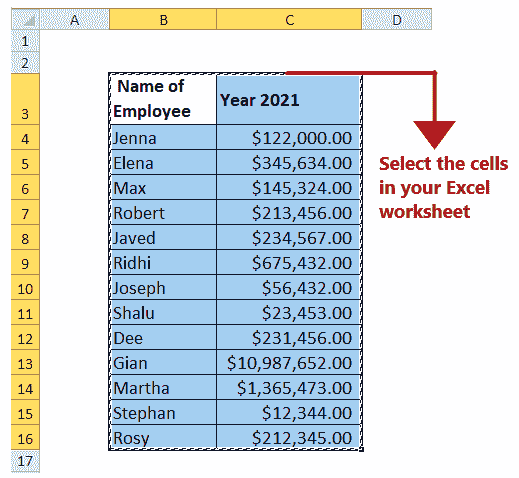 A B C D
1
2
3 Name of Employee Year 2021
4 Jenna $122,000.00
5 Elena $345,634.00 Select the cells
6 Max $145,324.00 in your Excel
7 Robert $213,456.00 worksheet
8 Javed $234,567.00
9 Ridhi $675,432.00
10 Joseph $56,432.00
11 Shalu $23,453.00
12 Dee $231,456.00
13 Gian $10,987,652.00
14 Martha $1,365,473.00
15 Stephan $12,344.00
16 Rosy $212,345.00
17